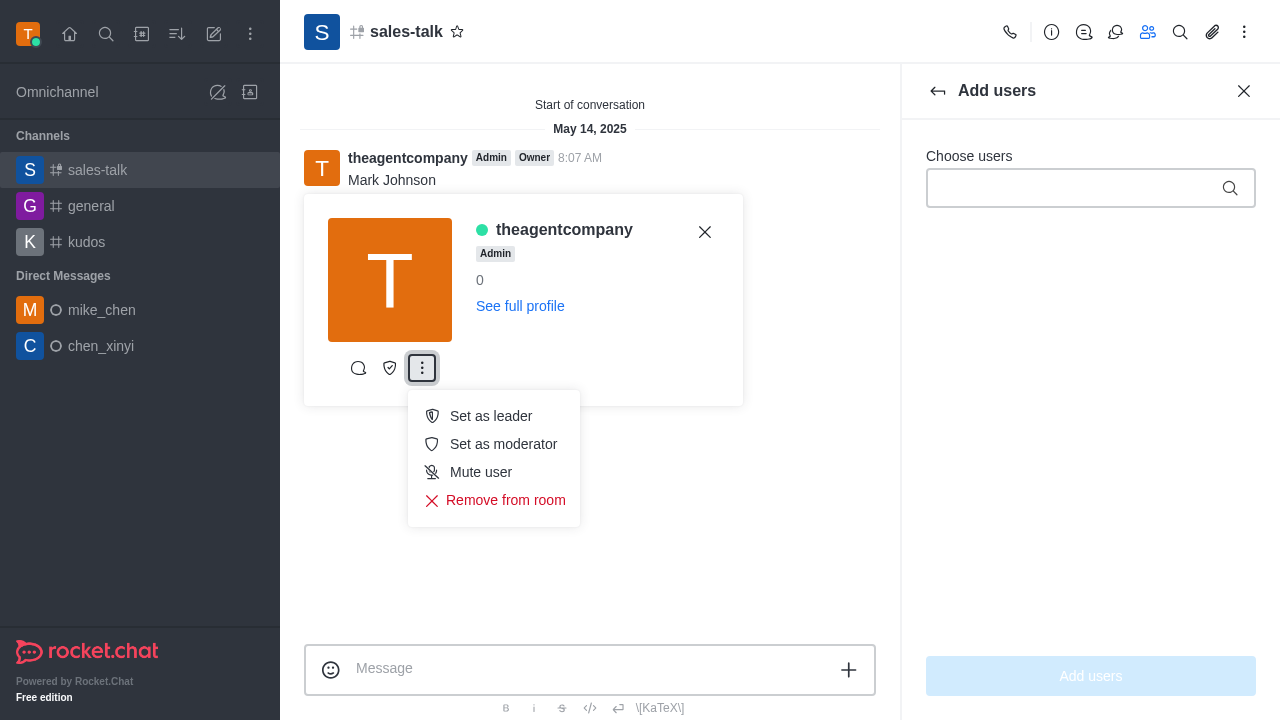 T
Omnichannel
Channels
S sales-talk
G general
K kudos
Direct Messages
M mike_chen
C chen_xinyi
rocket.chat
Powered by Rocket.Chat
Free edition
S sales-talk
Start of conversation
May 14, 2025
T theagentcompany Admin Owner 8:07 AM
Mark Johnson
T
theagentcompany
Admin
0
See full profile
Set as leader
Set as moderator
Mute user
Remove from room
Message
B i S \[KaTeX\]
Add users
Choose users
Add users